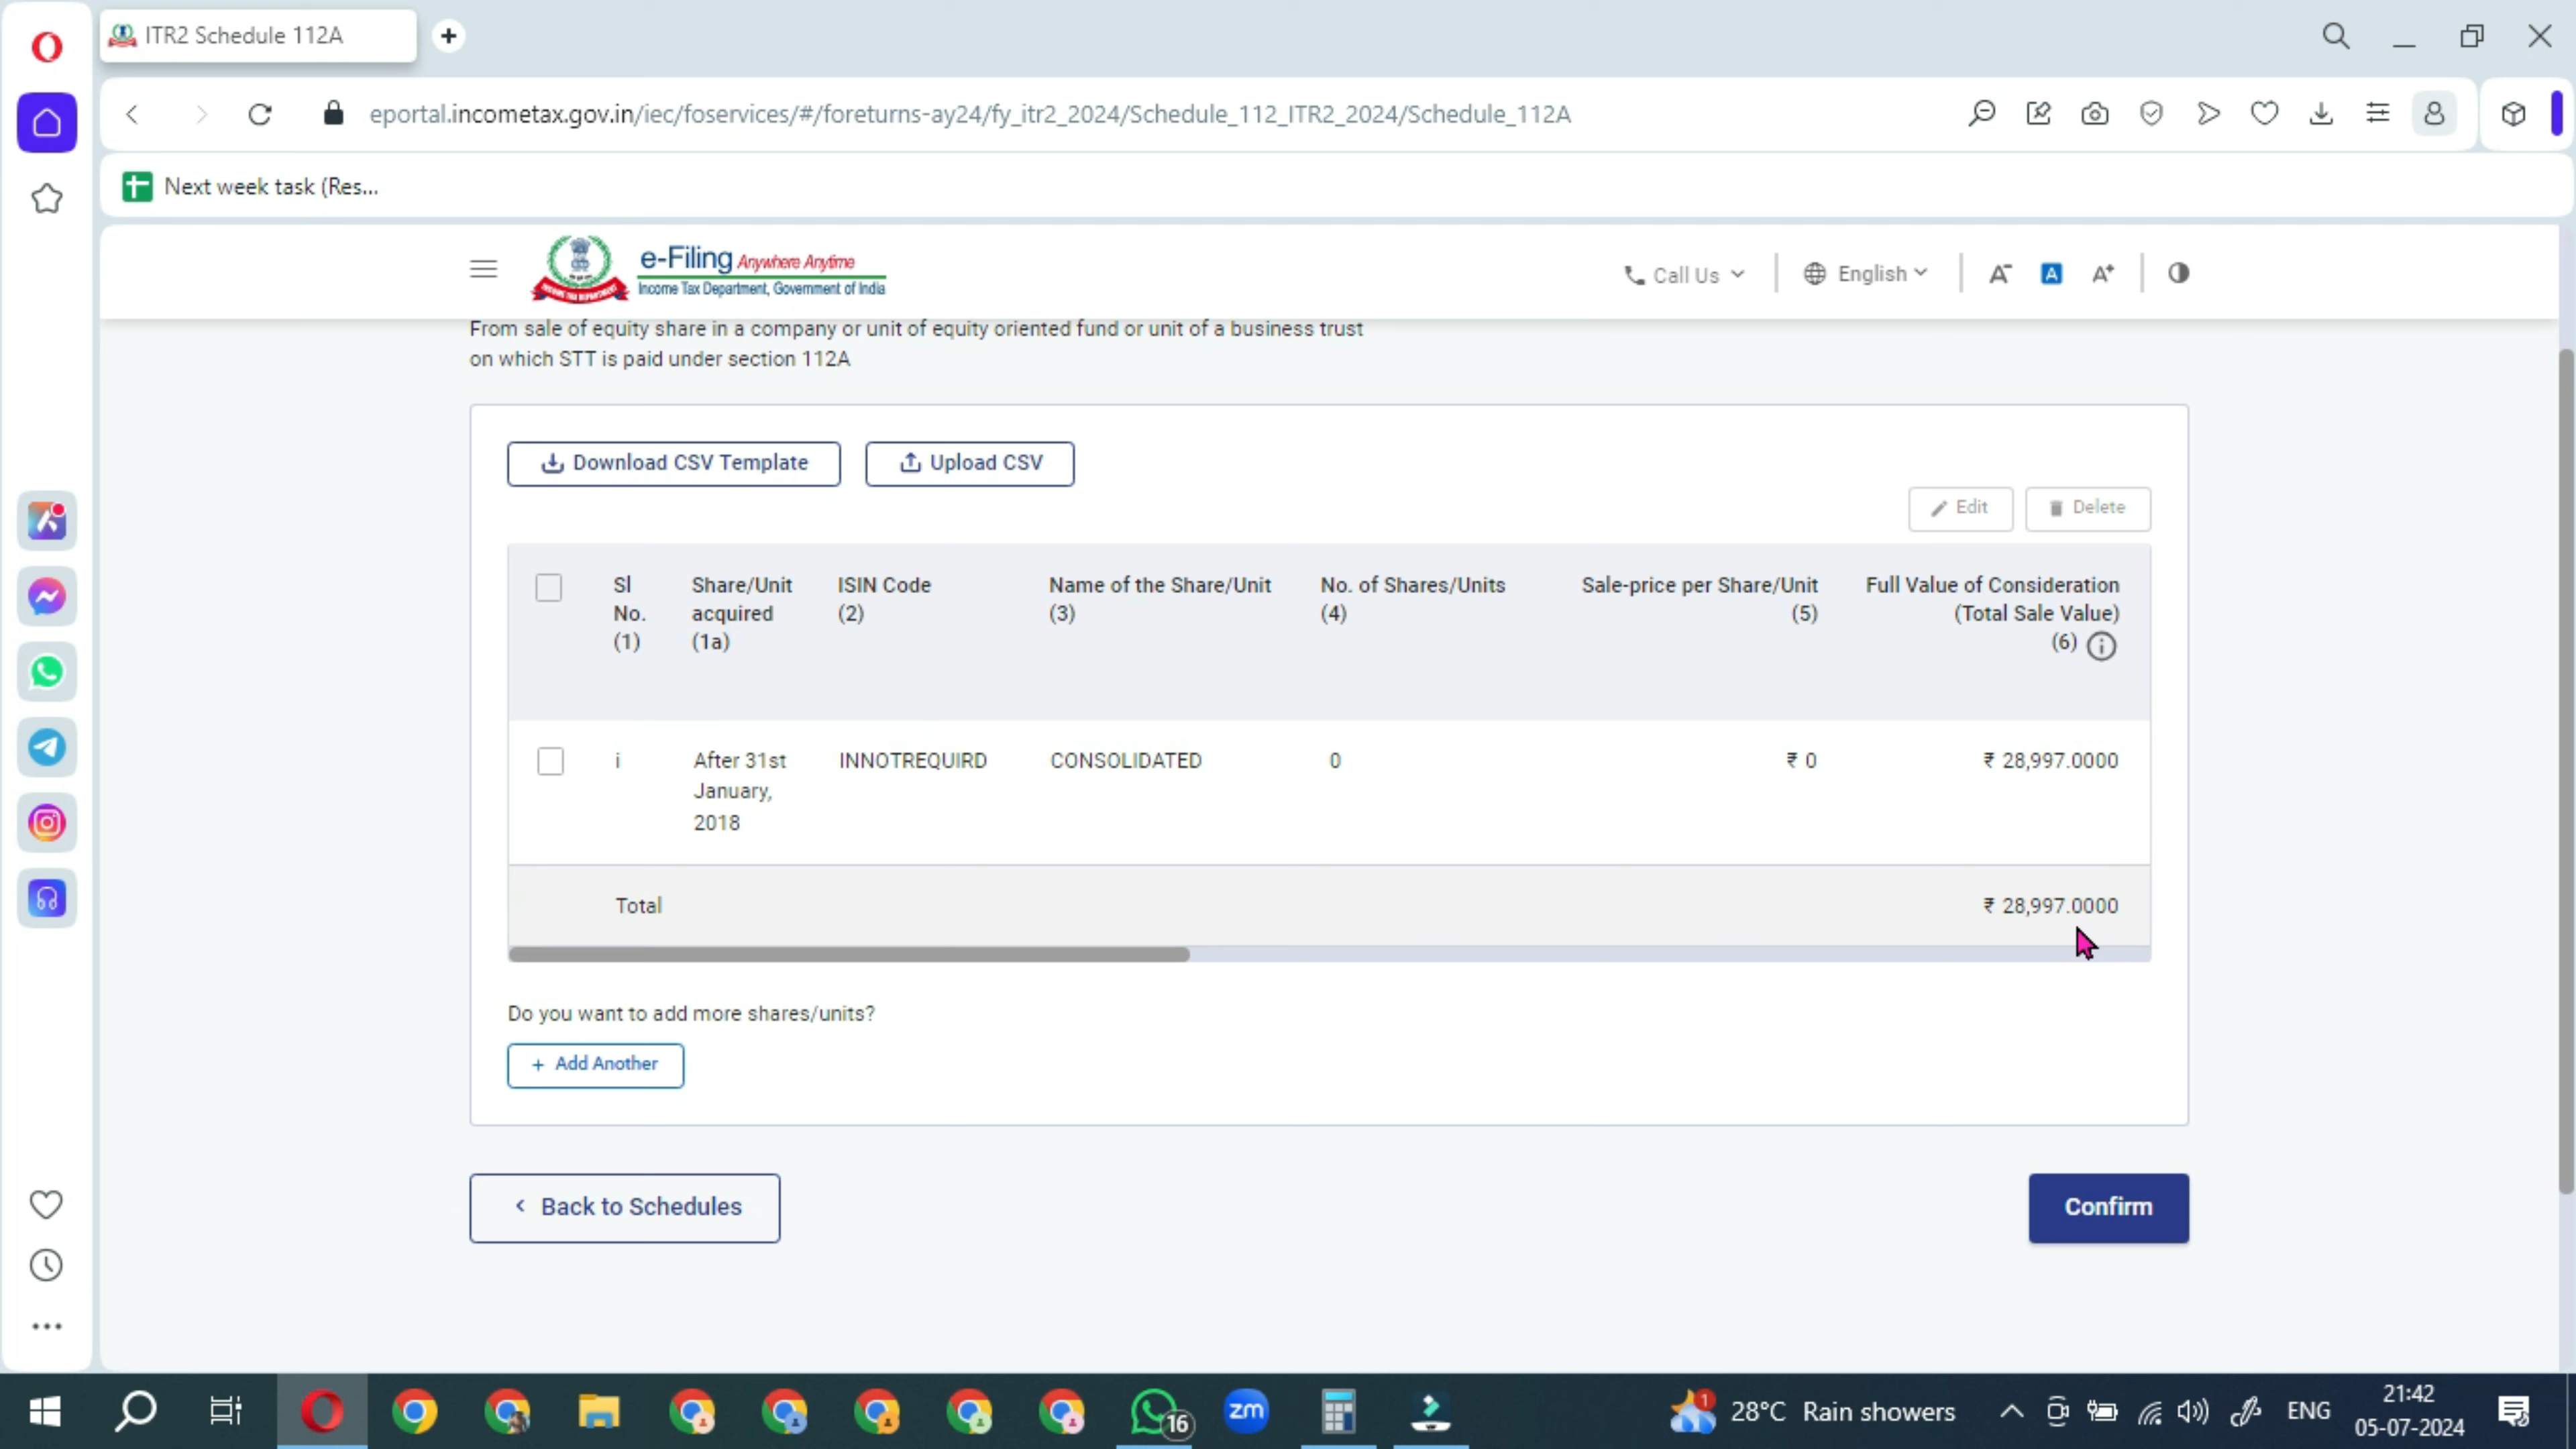 ITR2 Schedule 112A
eportal.incometax.gov.in/iec/foservices/#/foreturns-ay24/fy_itr2_2024/Schedule_112_ITR2_2024/Schedule_112A
Next week task (Res...
e-Filing Anywhere Anytime
Income Tax Department, Government of India
Call Us
English
A-
A
A+
From sale of equity share in a company or unit of equity oriented fund or unit of a business trust
on which STT is paid under section 112A
Download CSV Template
Upload CSV
Edit
Delete
Sl No. (1)
Share/Unit acquired (1a)
ISIN Code (2)
Name of the Share/Unit (3)
No. of Shares/Units (4)
Sale-price per Share/Unit (5)
Full Value of Consideration (Total Sale Value) (6)
i
After 31st January, 2018
INNOTREQUIRD
CONSOLIDATED
0
₹ 0
₹ 28,997.0000
Total
₹ 28,997.0000
Do you want to add more shares/units?
+ Add Another
Back to Schedules
Confirm
16
zm
1
28°C Rain showers
ENG
21:42
05-07-2024